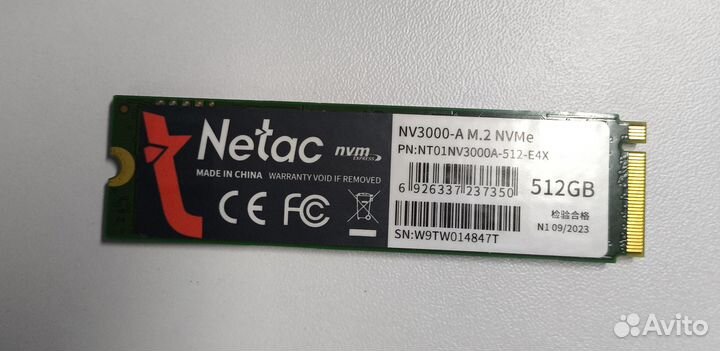 Netac
nvm
EXPRESS
MADE IN CHINA WARRANTY VOID IF REMOVED
CE FC
NV3000-A M.2 NVMe
PN:NT01NV3000A-512-E4X
6 926337 237350
512GB
检验合格
N1 09/2023
SN:W9TW014847T
Avito